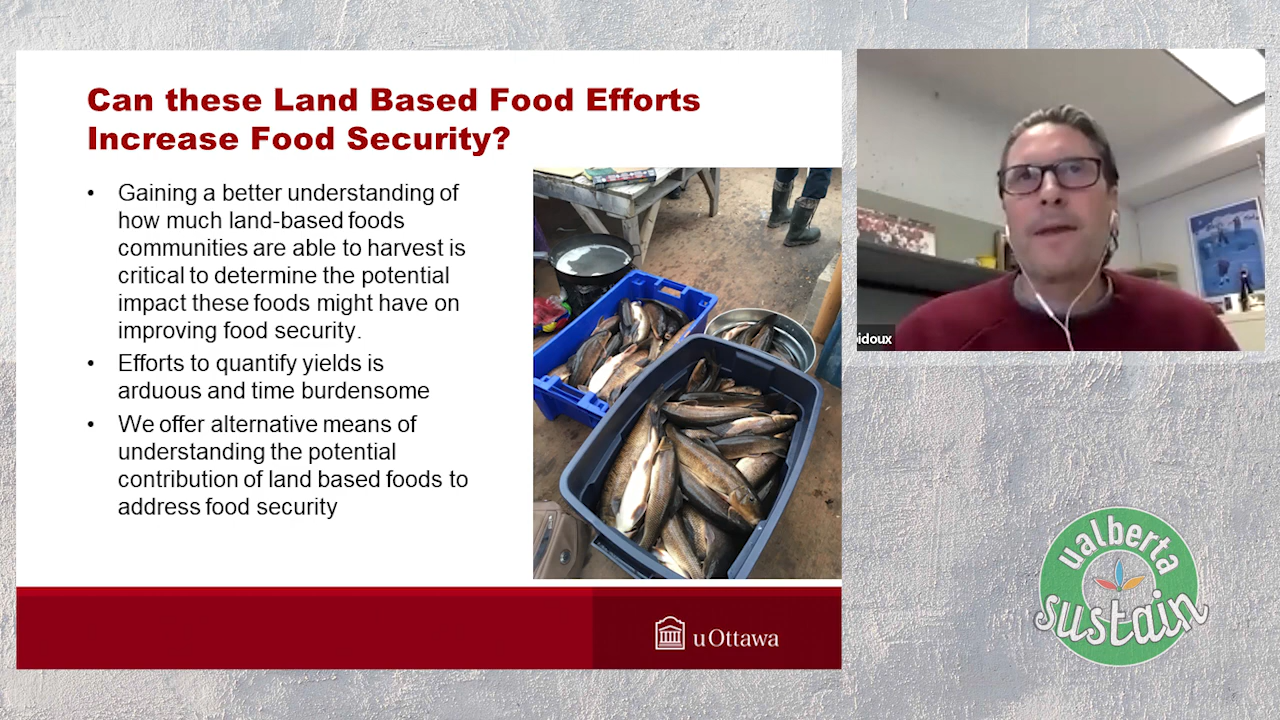 Can these Land Based Food Efforts
Increase Food Security?
• Gaining a better understanding of
how much land-based foods
communities are able to harvest is
critical to determine the potential
impact these foods might have on
improving food security.
• Efforts to quantify yields is
arduous and time burdensome
• We offer alternative means of
understanding the potential
contribution of land based foods to
address food security
uOttawa
idoux
ualberta
sustain